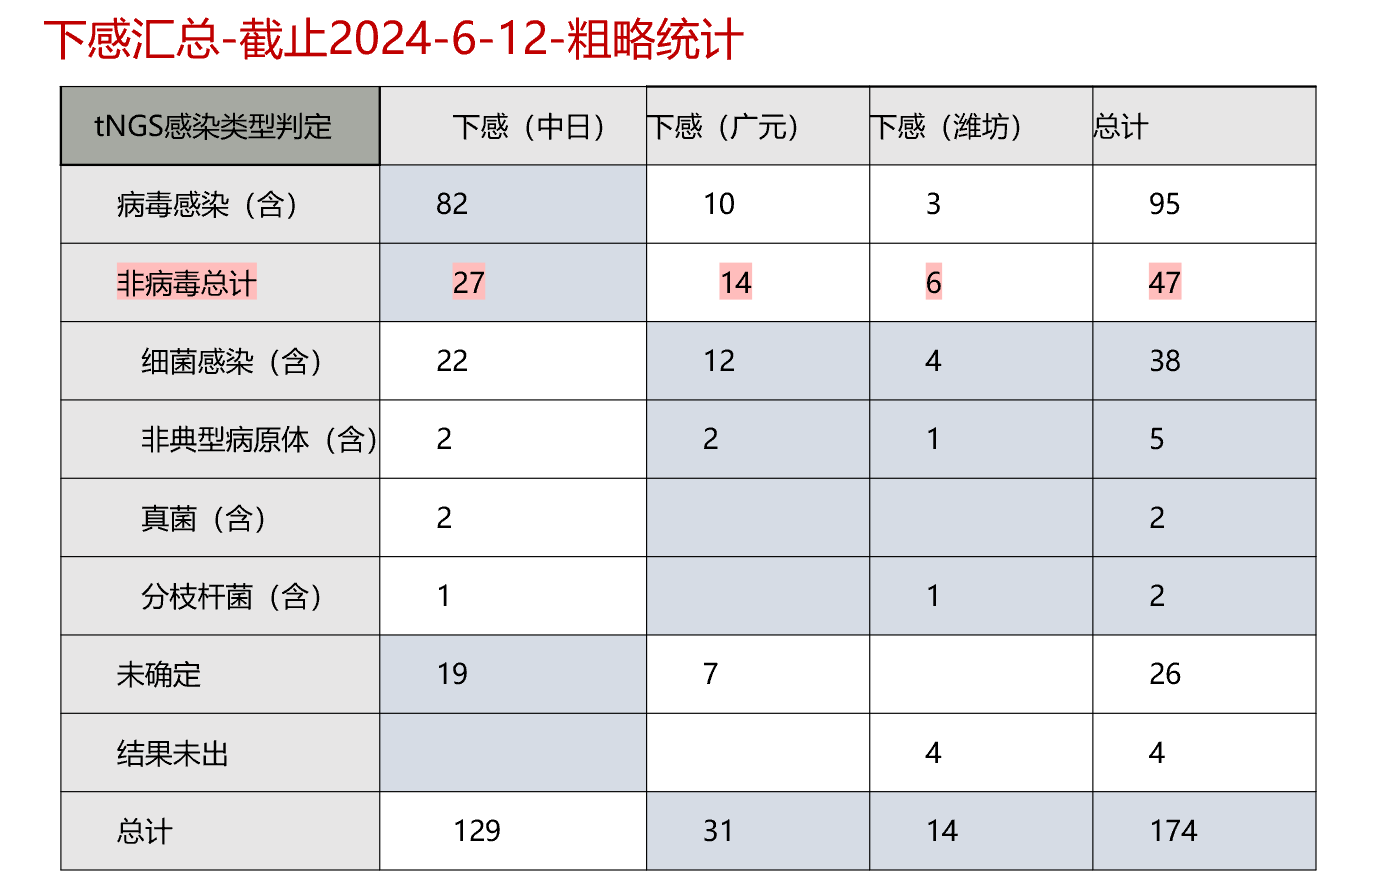 下感汇总-截止2024-6-12-粗略统计
tNGS感染类型判定 下感（中日） 下感（广元） 下感（潍坊） 总计
病毒感染（含） 82 10 3 95
非病毒总计 27 14 6 47
细菌感染（含） 22 12 4 38
非典型病原体（含） 2 2 1 5
真菌（含） 2 2
分枝杆菌（含） 1 1 2
未确定 19 7 26
结果未出 4 4
总计 129 31 14 174